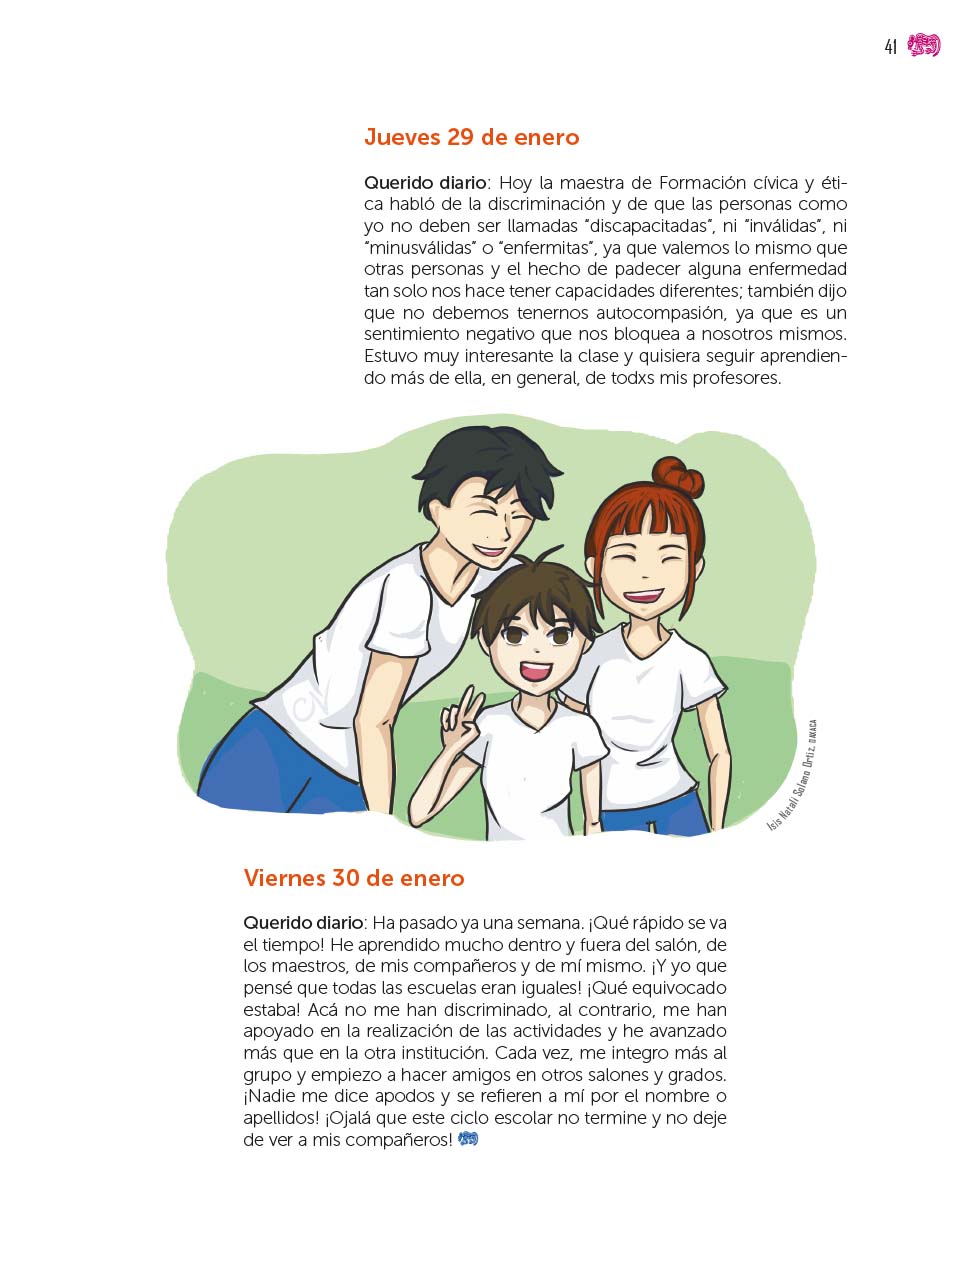 41
Jueves 29 de enero
Querido diario: Hoy la maestra de Formación cívica y éti-
ca habló de la discriminación y de que las personas como
yo no deben ser llamadas “discapacitadas”, ni “inválidas”, ni
“minusválidas” o “enfermitas”, ya que valemos lo mismo que
otras personas y el hecho de padecer alguna enfermedad
tan solo nos hace tener capacidades diferentes; también dijo
que no debemos tenernos autocompasión, ya que es un
sentimiento negativo que nos bloquea a nosotros mismos.
Estuvo muy interesante la clase y quisiera seguir aprendien-
do más de ella, en general, de todxs mis profesores.
CN
Isis Natali Solano Ortiz, OAXACA
Viernes 30 de enero
Querido diario: Ha pasado ya una semana. ¡Qué rápido se va
el tiempo! He aprendido mucho dentro y fuera del salón, de
los maestros, de mis compañeros y de mí mismo. ¡Y yo que
pensé que todas las escuelas eran iguales! ¡Qué equivocado
estaba! Acá no me han discriminado, al contrario, me han
apoyado en la realización de las actividades y he avanzado
más que en la otra institución. Cada vez, me integro más al
grupo y empiezo a hacer amigos en otros salones y grados.
¡Nadie me dice apodos y se refieren a mí por el nombre o
apellidos! ¡Ojalá que este ciclo escolar no termine y no deje
de ver a mis compañeros!